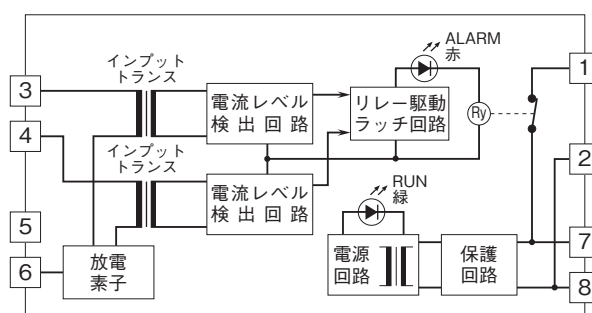 インプット
トランス
ALARM
赤
3
電流レベル
検出回路
リレー駆動
ラッチ回路
Ry
1
4
インプット
トランス
電流レベル
検出回路
2
RUN
緑
5
電源
回路
保護
回路
7
6
放電
素子
8